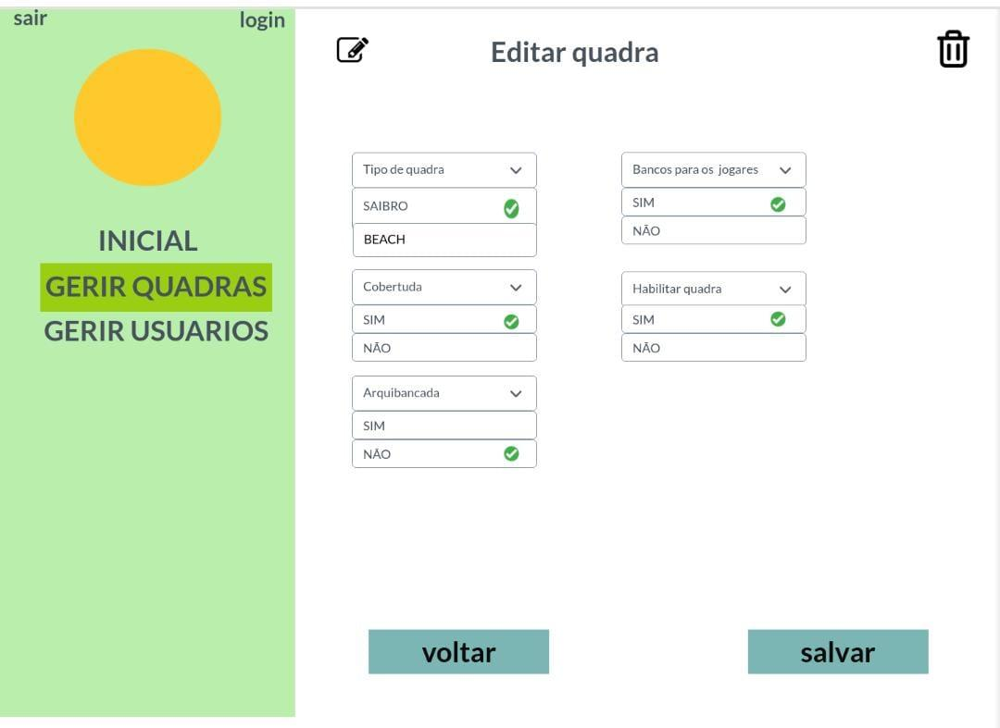 sair
login
INICIAL
GERIR QUADRAS
GERIR USUARIOS
Editar quadra
Tipo de quadra
SAIBRO
BEACH
Cobertuda
SIM
NÃO
Arquibancada
SIM
NÃO
Bancos para os jogares
SIM
NÃO
Habilitar quadra
SIM
NÃO
voltar
salvar